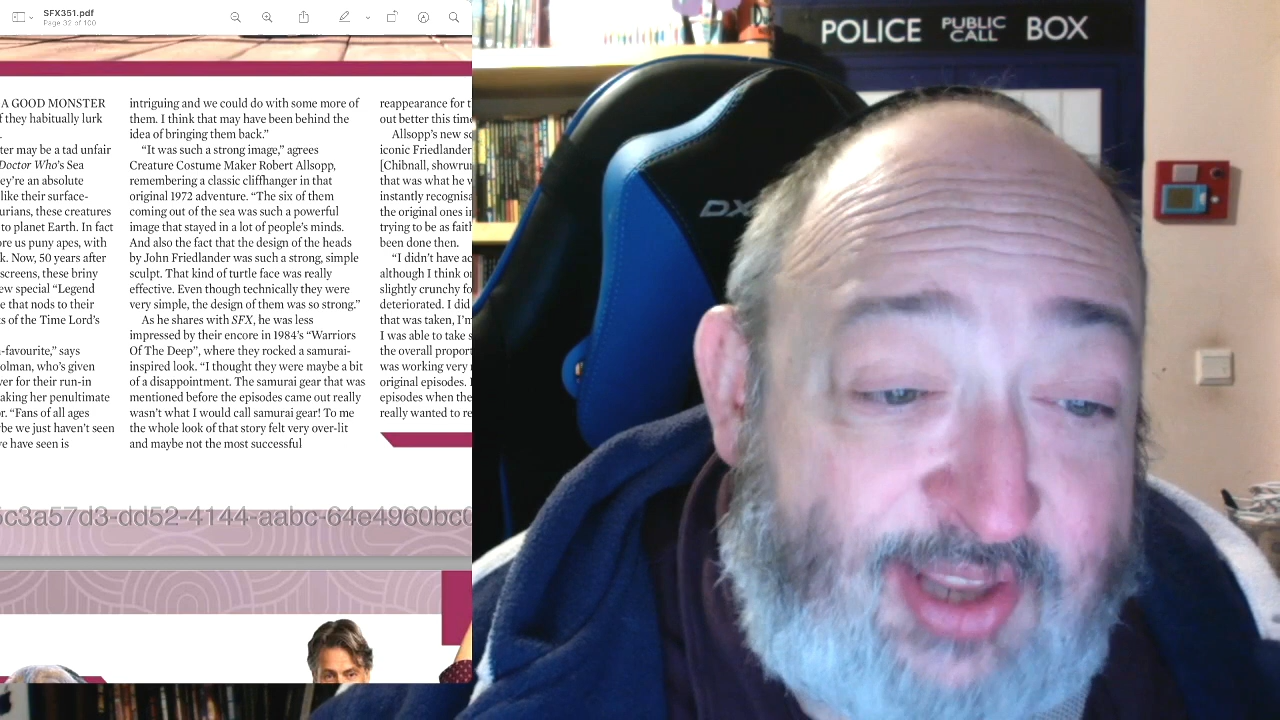 SFX351.pdf
Page 32 of 100
A GOOD MONSTER
f they habitually lurk
ter may be a tad unfair
Doctor Who's Sea
ey're an absolute
like their surface-
urians, these creatures
to planet Earth. In fact
ore us puny apes, with
k. Now, 50 years after
screens, these briny
ew special “Legend
e that nods to their
ts of the Time Lord's
-favourite,” says
olman, who's given
ver for their run-in
aking her penultimate
r. “Fans of all ages
ybe we just haven't seen
ve have seen is
intriguing and we could do with some more of
them. I think that may have been behind the
idea of bringing them back.”
“It was such a strong image,” agrees
Creature Costume Maker Robert Allsopp,
remembering a classic cliffhanger in that
original 1972 adventure. “The six of them
coming out of the sea was such a powerful
image that stayed in a lot of people's minds.
And also the fact that the design of the heads
by John Friedlander was such a strong, simple
sculpt. That kind of turtle face was really
effective. Even though technically they were
very simple, the design of them was so strong.”
As he shares with SFX, he was less
impressed by their encore in 1984's “Warriors
Of The Deep”, where they rocked a samurai-
inspired look. “I thought they were maybe a bit
of a disappointment. The samurai gear that was
mentioned before the episodes came out really
wasn't what I would call samurai gear! To me
the whole look of that story felt very over-lit
and maybe not the most successful
reappearance for t
out better this time
Allsopp's new sc
iconic Friedlander
[Chibnall, showru
that was what he w
instantly recognisa
the original ones i
trying to be as fait
been done then.
“I didn't have ac
although I think o
slightly crunchy fo
deteriorated. I did
that was taken, I'm
I was able to take s
the overall proport
was working very
original episodes. I
episodes when the
really wanted to re
5c3a57d3-dd52-4144-aabc-64e4960bc0
POLICE PUBLIC CALL BOX
DX